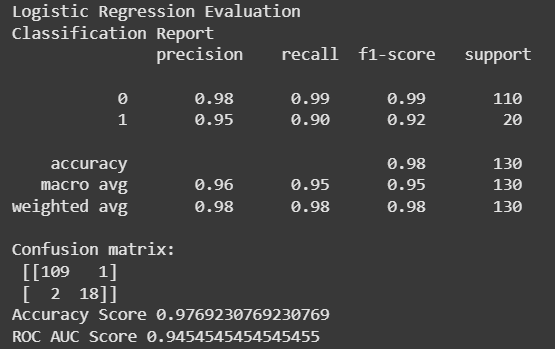 Logistic Regression Evaluation
Classification Report
precision recall f1-score support
0 0.98 0.99 0.99 110
1 0.95 0.90 0.92 20
accuracy 0.98 130
macro avg 0.96 0.95 0.95 130
weighted avg 0.98 0.98 0.98 130
Confusion matrix:
[[109 1]
[ 2 18]]
Accuracy Score 0.9769230769230769
ROC AUC Score 0.9454545454545455